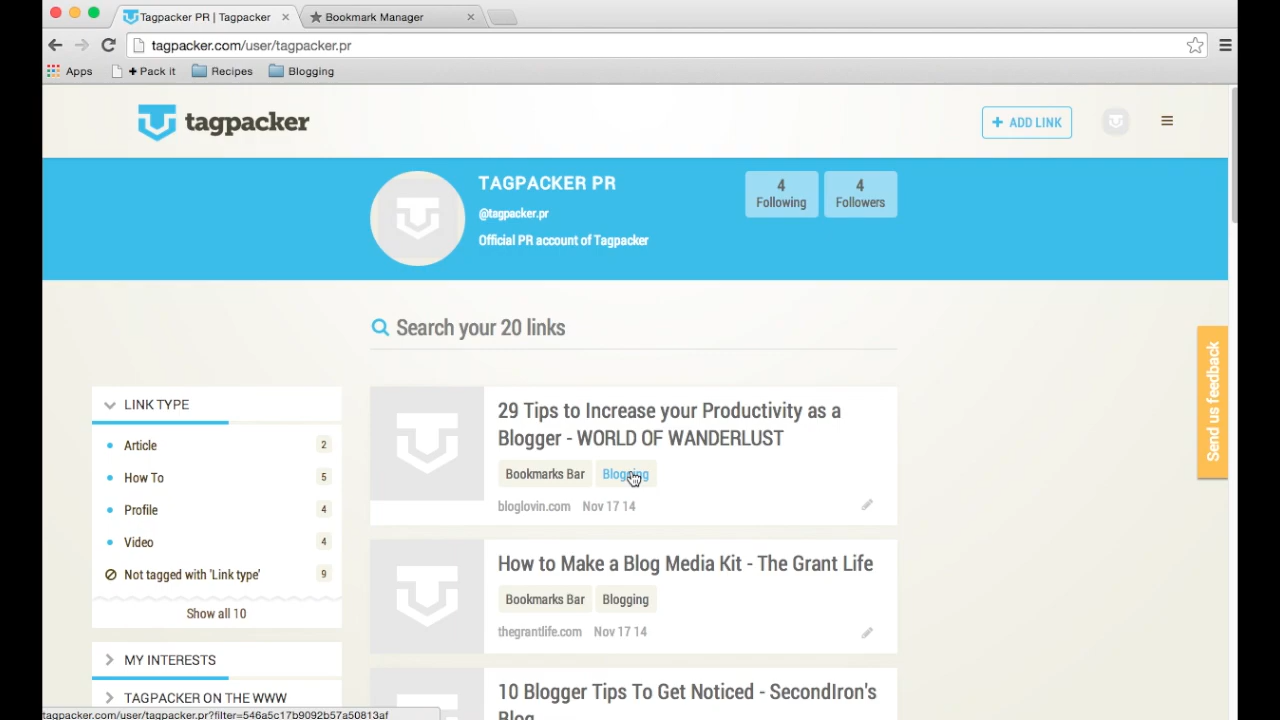 Tagpacker PR | Tagpacker
Bookmark Manager
tagpacker.com/user/tagpacker.pr
Apps
+ Pack it
Recipes
Blogging
tagpacker
+ ADD LINK
TAGPACKER PR
@tagpacker.pr
Official PR account of Tagpacker
4
Following
4
Followers
Search your 20 links
LINK TYPE
Article 2
How To 5
Profile 4
Video 4
Not tagged with 'Link type' 9
Show all 10
MY INTERESTS
TAGPACKER ON THE WWW
29 Tips to Increase your Productivity as a
Blogger - WORLD OF WANDERLUST
Bookmarks Bar Blogging
bloglovin.com Nov 17 14
How to Make a Blog Media Kit - The Grant Life
Bookmarks Bar Blogging
thegrantlife.com Nov 17 14
10 Blogger Tips To Get Noticed - SecondIron's
Blog
Send us feedback
tagpacker.com/user/tagpacker.pr?filter=546a5c17b9092b57a50813af